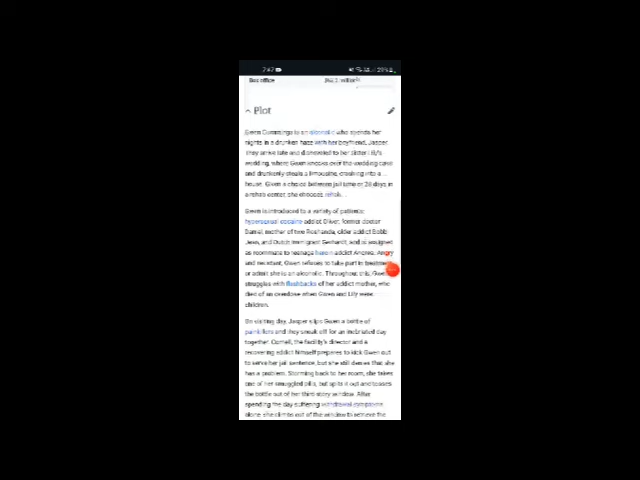 7:47
Box office
Plot
Gwen Cummings is an alcoholic who spends her
nights in a drunken haze with her boyfriend, Jasper.
They arrive late and disheveled to her sister Lily's
wedding, where Gwen knocks over the wedding cake
and drunkenly steals a limousine, crashing into a
house. Given a choice between jail time or 28 days in
a rehab center, she chooses rehab.
Gwen is introduced to a variety of patients:
hypersexual cocaine addict Oliver, former doctor
Daniel, mother of two Roshanda, older addict Bobb
Jean, and Dutch immigrant Gerhardt, and is assigned
as roommate to teenage heroin addict Andrea. Angry
and resistant, Gwen refuses to take part in treatment
or admit she is an alcoholic. Throughout this, Gwen
struggles with flashbacks of her addict mother, who
died of an overdose when Gwen and Lily were
children.
On visiting day, Jasper slips Gwen a bottle of
painkillers and they sneak off for an inebriated day
together. Cornell, the facility's director and a
recovering addict himself prepares to kick Gwen out
to serve her jail sentence, but she still denies that she
has a problem. Storming back to her room, she takes
one of her smuggled pills, but spits it out and tosses
the bottle out of her third-story window. After
spending the day suffering withdrawal symptoms
alone she climbs out of the window to retrieve the